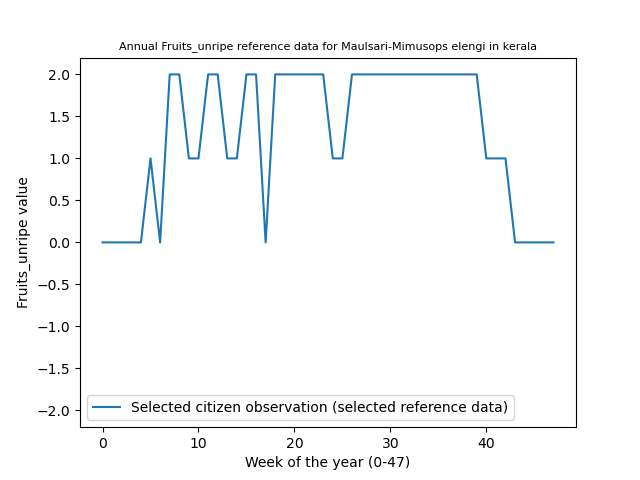 Annual Fruits_unripe reference data for Maulsari-Mimusops elengi in kerala
2.0
1.5
1.0
0.5
0.0
−0.5
−1.0
−1.5
−2.0
Fruits_unripe value
Selected citizen observation (selected reference data)
0 10 20 30 40
Week of the year (0-47)